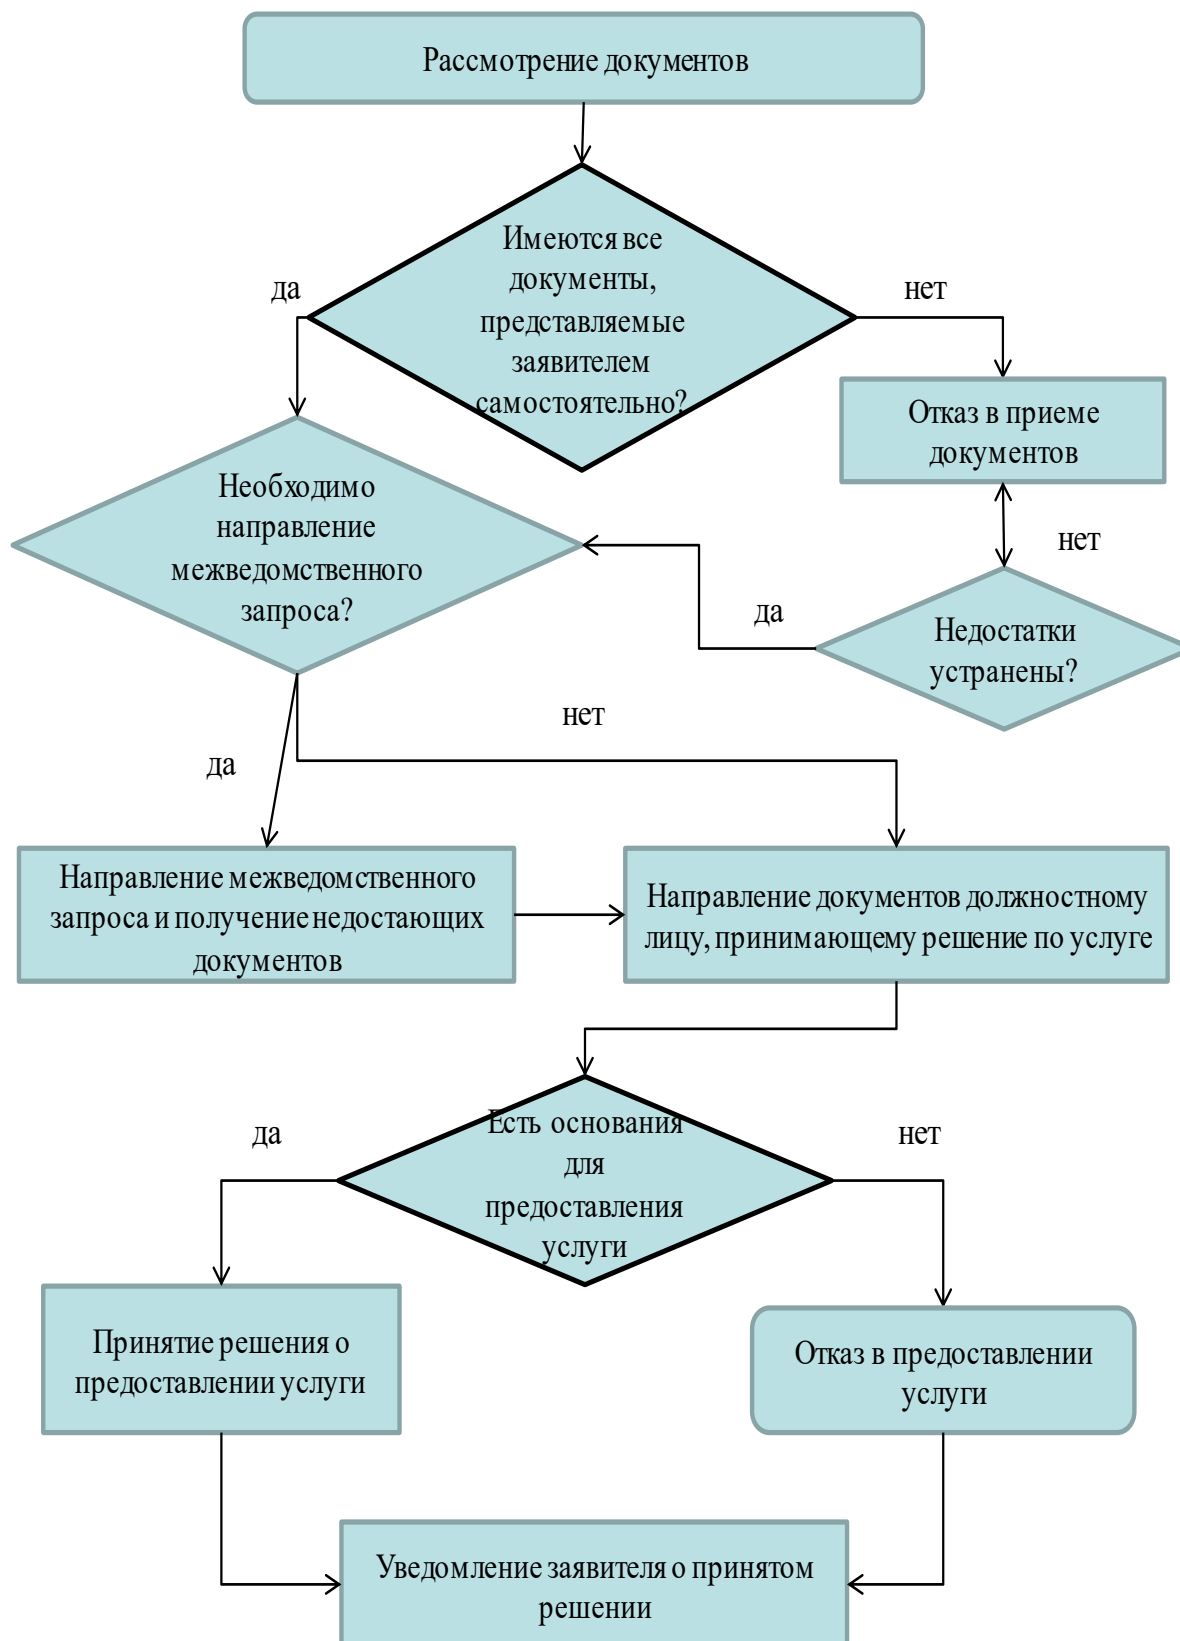 Рассмотрение документов
Имеются все
документы,
представляемые
заявителем
самостоятельно?
да
нет
Отказ в приеме
документов
Необходимо
направление
межведомственного
запроса?
нет
да
Недостатки
устранены?
нет
да
Направление межведомственного
запроса и получение недостающих
документов
Направление документов должностному
лицу, принимающему решение по услуге
Есть основания
для
предоставления
услуги
да
нет
Принятие решения о
предоставлении услуги
Отказ в предоставлении
услуги
Уведомление заявителя о принятом
решении